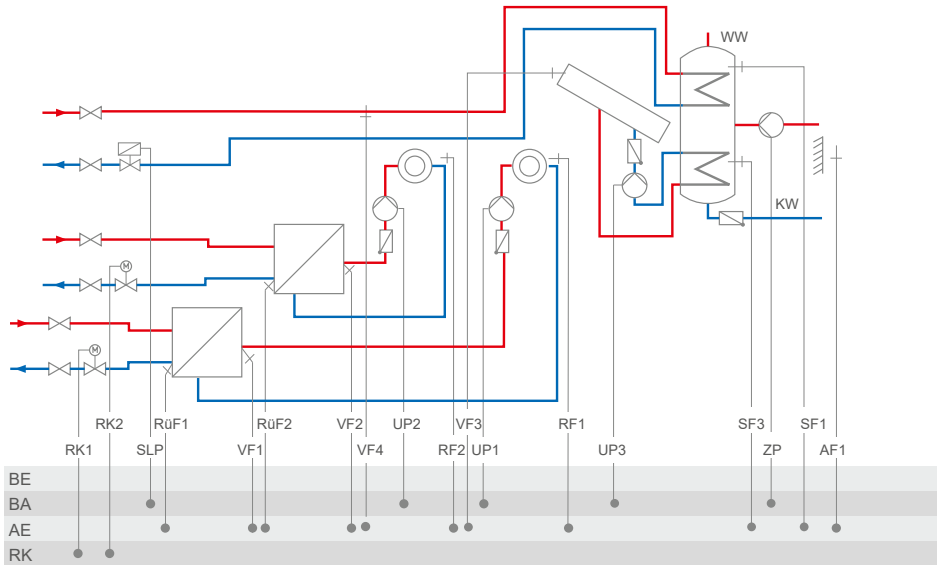 WW
KW
M
M
RK2 RüF1 RüF2 VF2 UP2 VF3 RF1 SF3 SF1
RK1 SLP VF1 VF4 RF2 UP1 UP3 ZP AF1
BE
BA
AE
RK